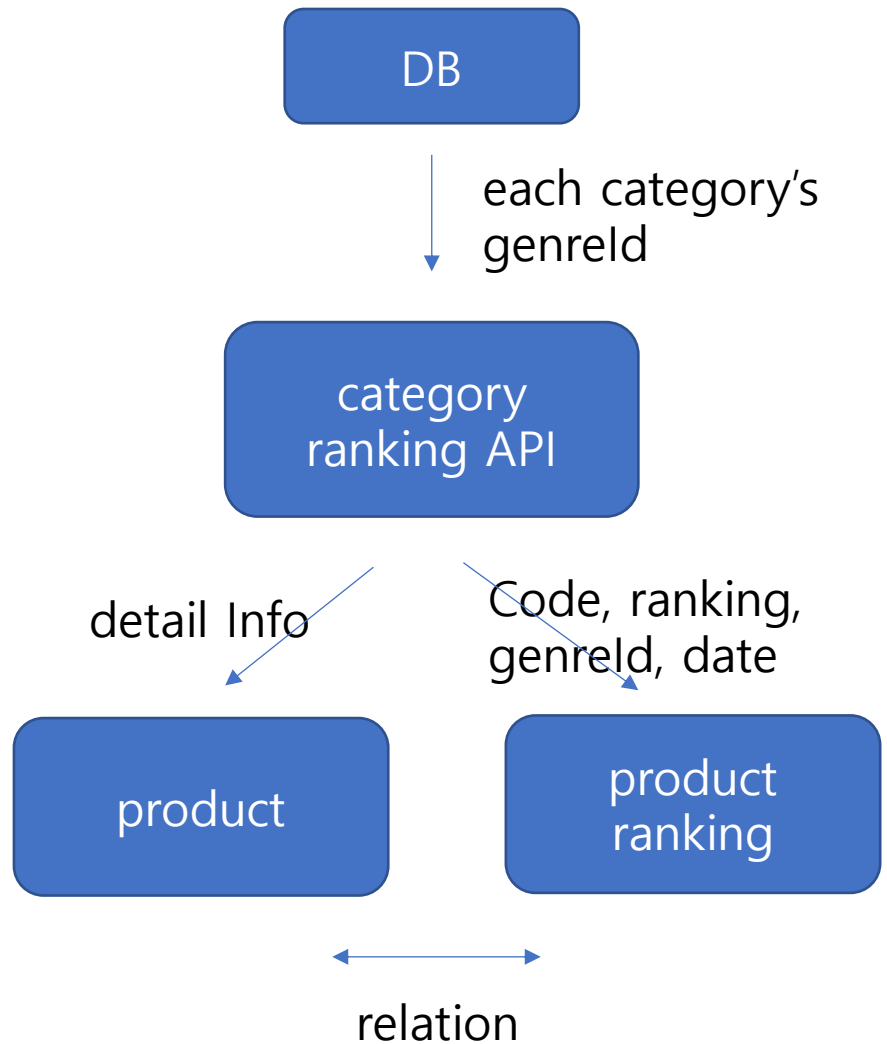 DB
each category’s
genreId
category
ranking API
detail Info
Code, ranking,
genreId, date
product
product
ranking
relation